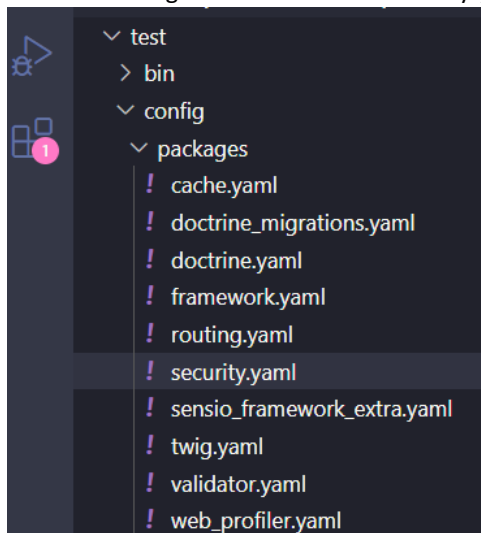 test
bin
config
packages
! cache.yaml
! doctrine_migrations.yaml
! doctrine.yaml
! framework.yaml
! routing.yaml
! security.yaml
! sensio_framework_extra.yaml
! twig.yaml
! validator.yaml
! web_profiler.yaml
1